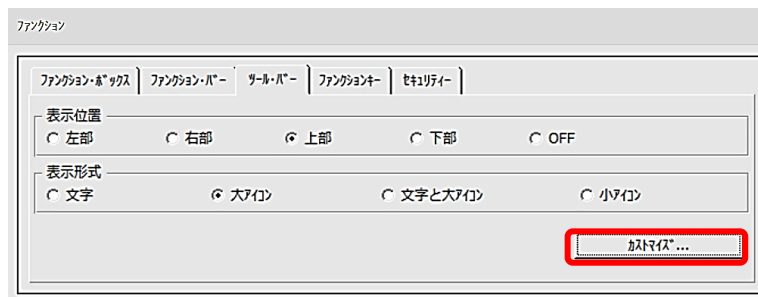 ﾌｧﾝｸｼｮﾝ
ﾌｧﾝｸｼｮﾝ･ﾎﾞｯｸｽ ﾌｧﾝｸｼｮﾝ･ﾊﾞｰ ﾂｰﾙ･ﾊﾞｰ ﾌｧﾝｸｼｮﾝｷｰ ｾｷｭﾘﾃｨｰ
表示位置
左部 右部 上部 下部 OFF
表示形式
文字 大ｱｲｺﾝ 文字と大ｱｲｺﾝ 小ｱｲｺﾝ
ｶｽﾄﾏｲｽﾞ...